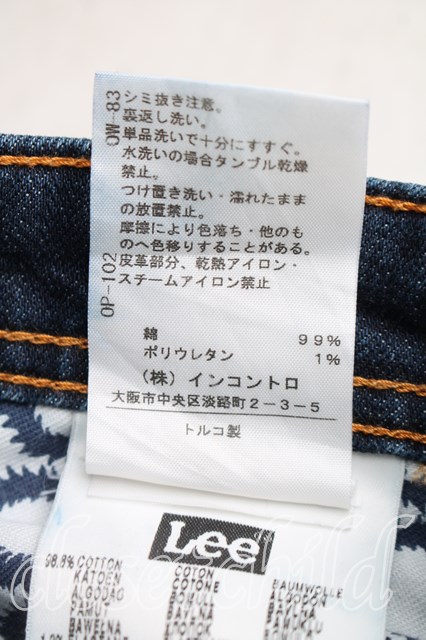 シミ抜き注意。
裏返し洗い。
単品洗いで十分にすすぐ。
水洗いの場合タンブル乾燥
禁止。
つけ置き洗い・濡れたまま
の放置禁止。
摩擦により色落ち・他のも
のへ色移りすることがある。
皮革部分、乾熱アイロン・
スチームアイロン禁止
OW-83
OP-102
綿 99%
ポリウレタン 1%
(株)インコントロ
大阪市中央区淡路町2-3-5
トルコ製
Lee
COTTON COTON BAUMWOLLE
KATOEN COTONE
ALGODAO
closetchild